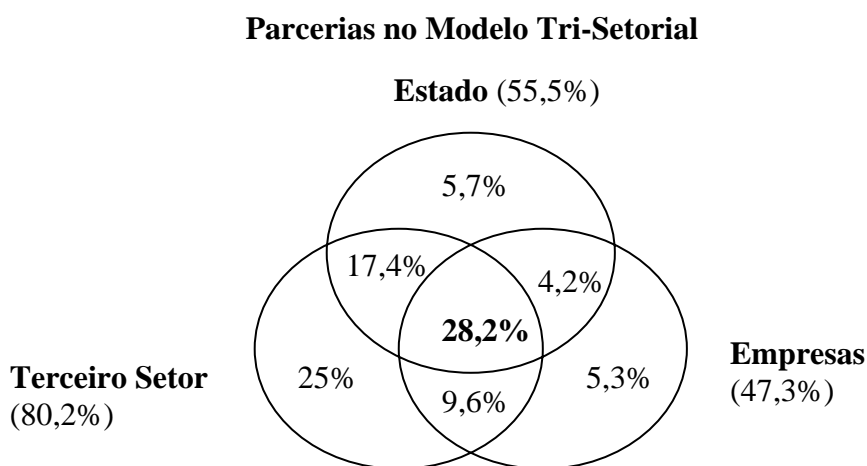 Parcerias no Modelo Tri-Setorial
Estado (55,5%)
5,7%
17,4%
4,2%
28,2%
Terceiro Setor
(80,2%)
25%
9,6%
5,3%
Empresas
(47,3%)